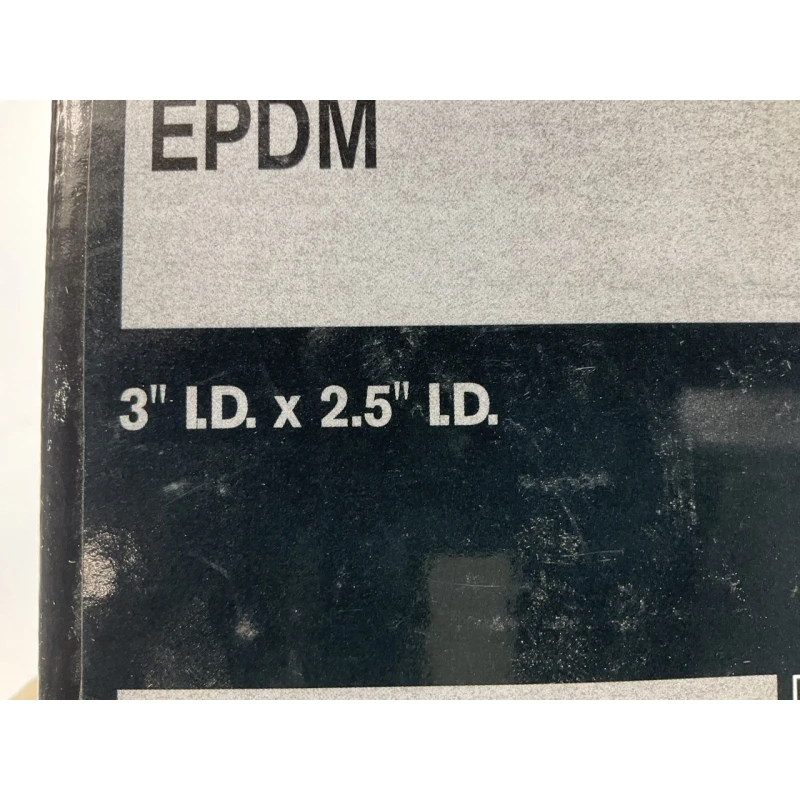 EPDM
3" I.D. x 2.5" I.D.